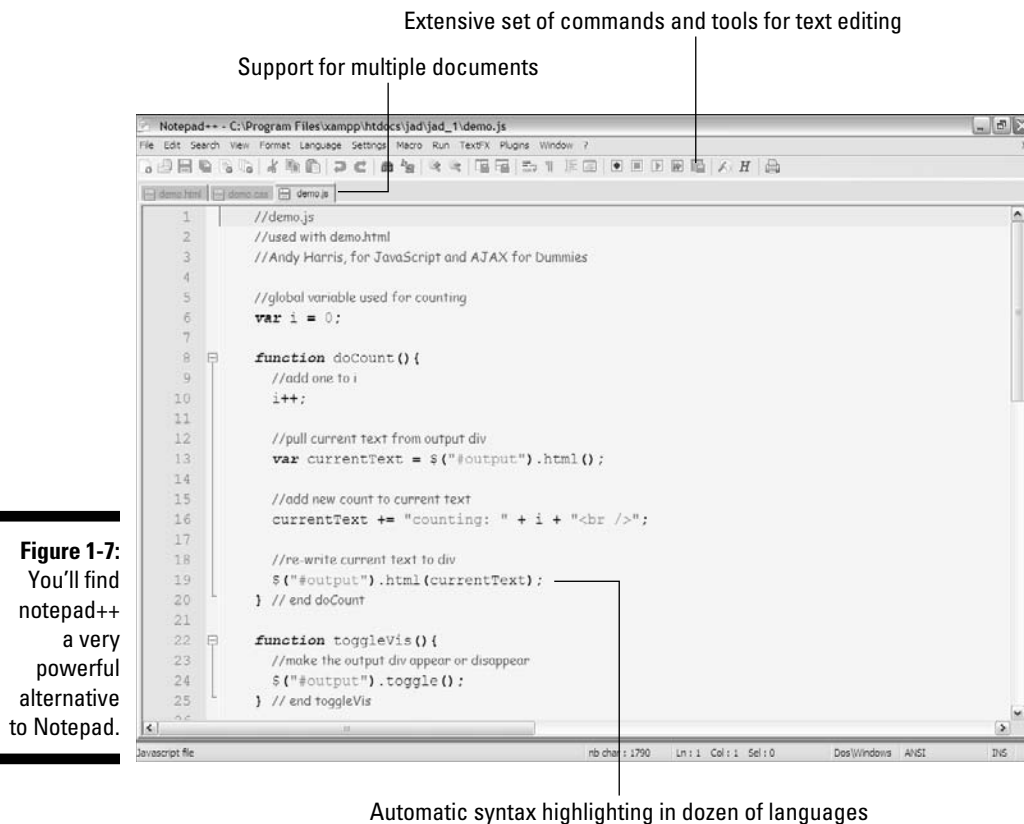 Extensive set of commands and tools for text editing
Support for multiple documents
Notepad++ - C:\Program Files\xampp\htdocs\jad\jad_1\demo.js
File Edit Search View Format Language Settings Macro Run TextFX Plugins Window ?
demo.html demo.css demo.js
1 //demo.js
2 //used with demo.html
3 //Andy Harris, for JavaScript and AJAX for Dummies
4
5 //global variable used for counting
6 var i = 0;
7
8 function doCount(){
9 //add one to i
10 i++;
11
12 //pull current text from output div
13 var currentText = $("#output").html();
14
15 //add new count to current text
16 currentText += "counting: " + i + "<br />";
17
18 //re-write current text to div
19 $("#output").html(currentText);
20 } // end doCount
21
22 function toggleVis(){
23 //make the output div appear or disappear
24 $("#output").toggle();
25 } // end toggleVis
26
Javascript file nb char : 1790 Ln : 1 Col : 1 Sel : 0 Dos\Windows ANSI INS
Automatic syntax highlighting in dozen of languages
Figure 1-7:
You'll find
notepad++
a very
powerful
alternative
to Notepad.